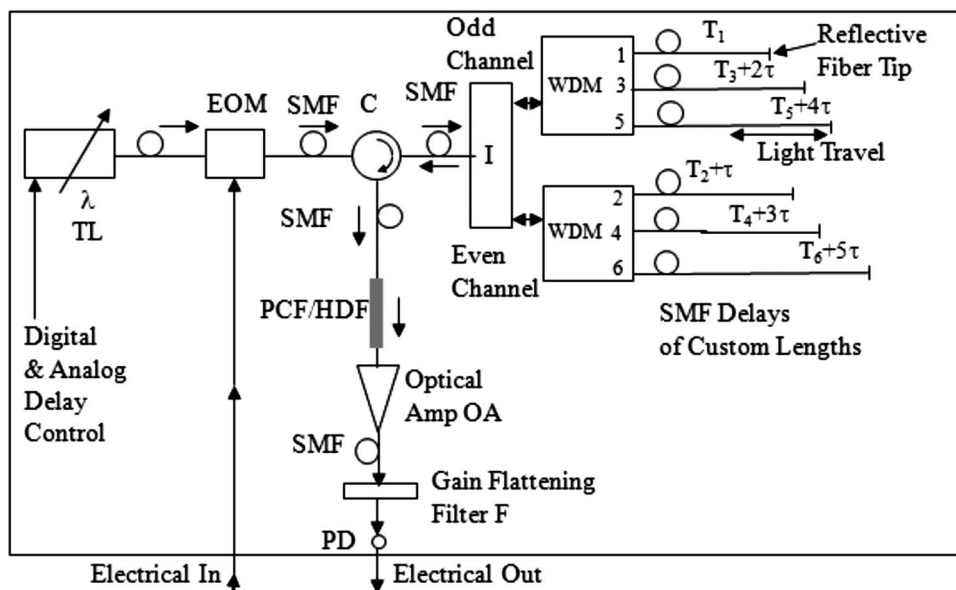 Odd
Channel
EOM
SMF
C
SMF
WDM
1
3
5
T₁
T₃+2τ
T₅+4τ
Reflective
Fiber Tip
Light Travel
λ
TL
I
SMF
WDM
2
4
6
T₂+τ
T₄+3τ
T₆+5τ
Even
Channel
PCF/HDF
SMF Delays
of Custom Lengths
Digital
& Analog
Delay
Control
Optical
Amp OA
SMF
Gain Flattening
Filter F
PD
Electrical In
Electrical Out